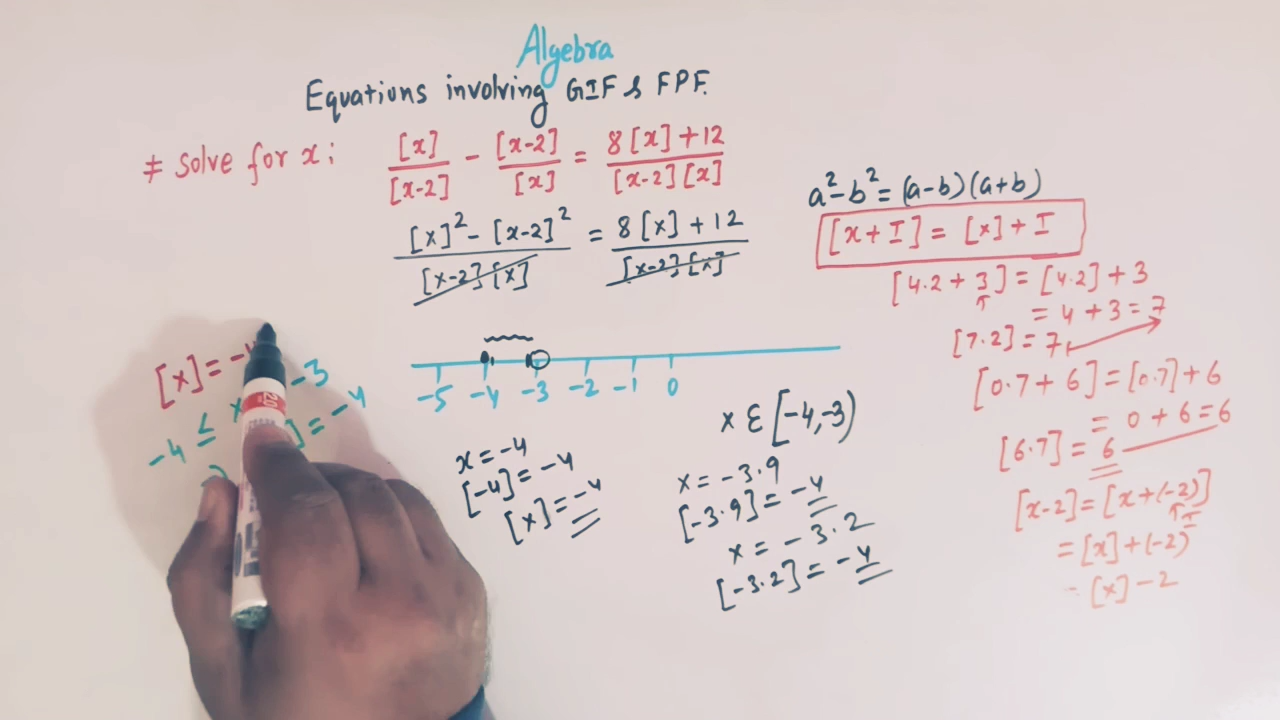 Algebra
Equations involving GIF & FPF.
# Solve for x: [x]/[x-2] - [x-2]/[x] = 8[x]+12/[x-2][x]
[x]² - [x-2]²/[x-2][x] = 8[x]+12/[x-2][x]
a²-b² = (a-b)(a+b)
[x+I] = [x]+I
[4.2+3] = [4.2]+3
I
= 4+3=7
[7.2] = 7
[0.7+6] = [0.7]+6
= 0+6=6
[6.7] = 6
[x-2] = [x+(-2)]
I
= [x]+(-2)
= [x]-2
[x] = -4
-4 ≤ x -3
] = -4
-5 -4 -3 -2 -1 0
x ∈ [-4,-3)
x = -4
[-4] = -4
[x] = -4
x = -3.9
[-3.9] = -4
x = -3.2
[-3.2] = -4
20